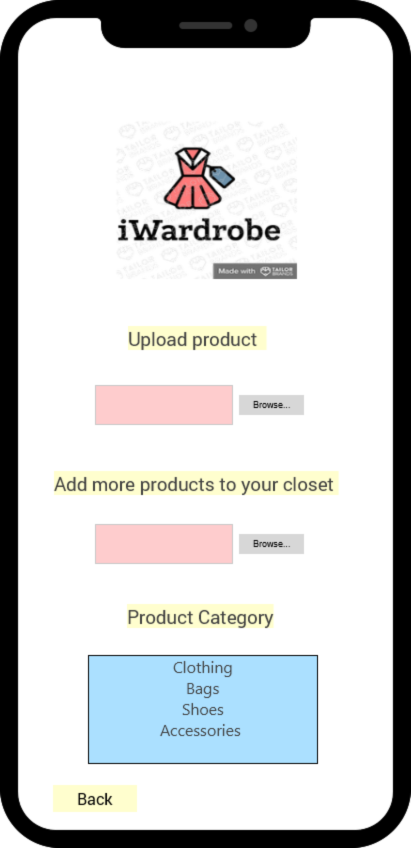 iWardrobe
Made with TAILOR BRANDS
Upload product
Browse...
Add more products to your closet
Browse...
Product Category
Clothing
Bags
Shoes
Accessories
Back